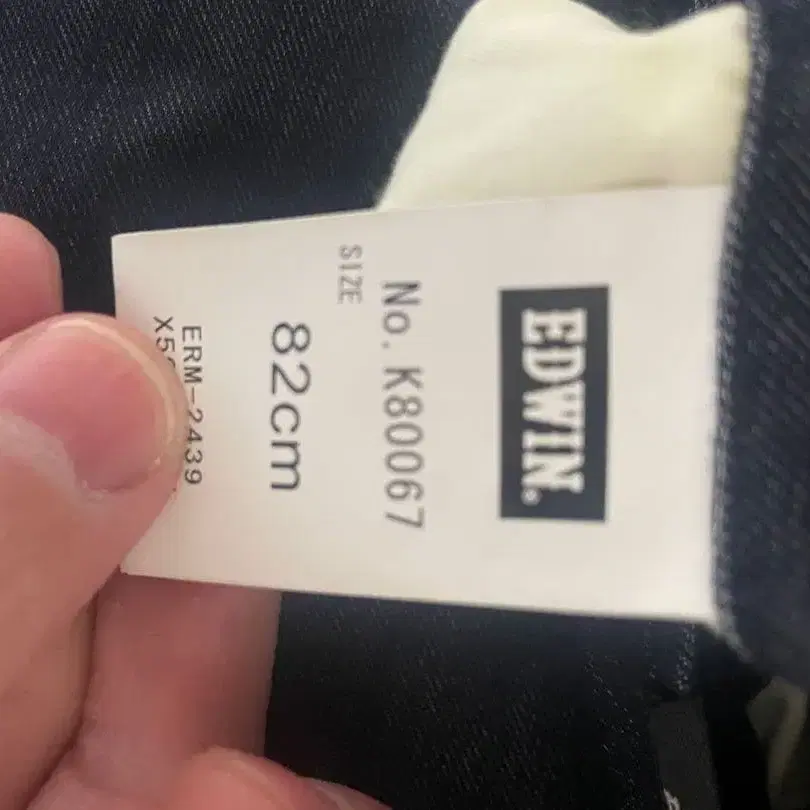 EDWIN.
No. K80067
SIZE
82cm
ERM-2439